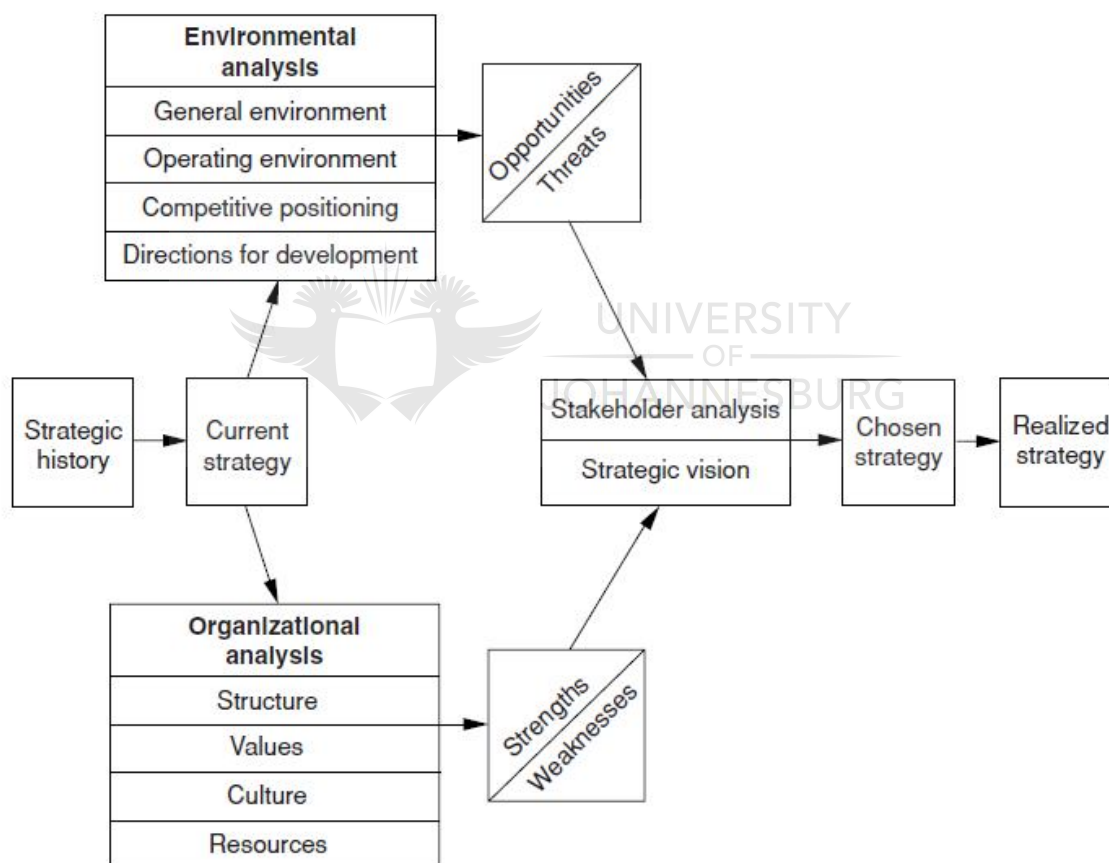 Environmental
analysis
General environment
Operating environment
Competitive positioning
Directions for development
Opportunities
Threats
UNIVERSITY
OF
JOHANNESBURG
Strategic
history
Current
strategy
Stakeholder analysis
Strategic vision
Chosen
strategy
Realized
strategy
Organizational
analysis
Structure
Values
Culture
Resources
Strengths
Weaknesses